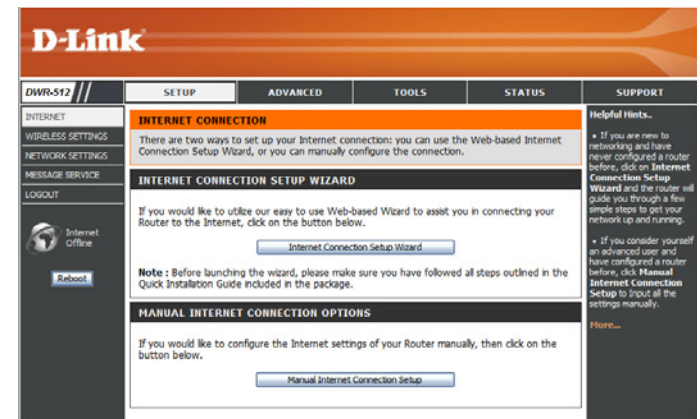 D-Link
DWR-512
SETUP
ADVANCED
TOOLS
STATUS
SUPPORT
INTERNET
WIRELESS SETTINGS
NETWORK SETTINGS
MESSAGE SERVICE
LOGOUT
Internet
Offline
Reboot
INTERNET CONNECTION
There are two ways to set up your Internet connection: you can use the Web-based Internet
Connection Setup Wizard, or you can manually configure the connection.
INTERNET CONNECTION SETUP WIZARD
If you would like to utilize our easy to use Web-based Wizard to assist you in connecting your
Router to the Internet, click on the button below.
Internet Connection Setup Wizard
Note : Before launching the wizard, please make sure you have followed all steps outlined in the
Quick Installation Guide included in the package.
MANUAL INTERNET CONNECTION OPTIONS
If you would like to configure the Internet settings of your Router manually, then click on the
button below.
Manual Internet Connection Setup
Helpful Hints..
• If you are new to
networking and have
never configured a router
before, click on Internet
Connection Setup
Wizard and the router will
guide you through a few
simple steps to get your
network up and running.
• If you consider yourself
an advanced user and
have configured a router
before, click Manual
Internet Connection
Setup to Input all the
settings manually.
More...